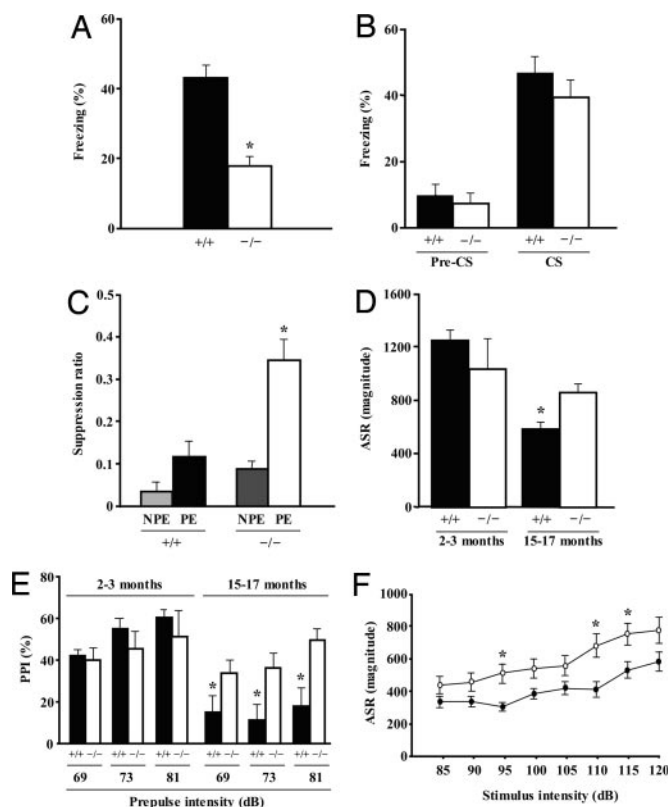 A
Freezing (%)
60
40
20
0
+/+ −/−
*
B
Freezing (%)
60
40
20
0
+/+ −/− +/+ −/−
Pre-CS CS
C
Suppression ratio
0.5
0.4
0.3
0.2
0.1
0
*
NPE PE NPE PE
+/+ −/−
D
ASR (magnitude)
1600
1200
800
400
0
*
+/+ −/− +/+ −/−
2-3 months 15-17 months
E
2-3 months 15-17 months
PPI (%)
80
60
40
20
0
* * *
+/+ −/− +/+ −/− +/+ −/− +/+ −/− +/+ −/− +/+ −/−
69 73 81 69 73 81
Prepulse intensity (dB)
F
ASR (magnitude)
1000
800
600
400
200
0
* * *
85 90 95 100 105 110 115 120
Stimulus intensity (dB)